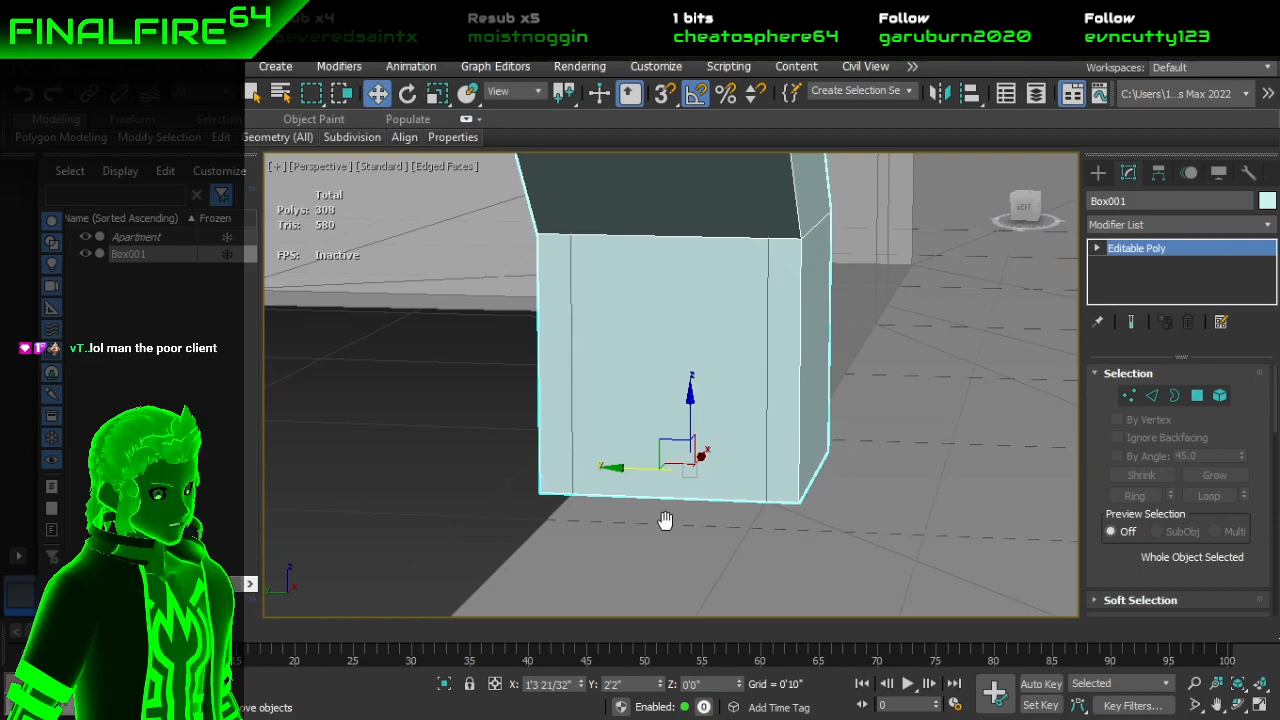 FINALFIRE64
Resub x4
severedsaintx
Resub x5
moistnoggin
1 bits
cheatosphere64
Follow
garuburn2020
Follow
evncutty123
Create
Modifiers
Animation
Graph Editors
Rendering
Customize
Scripting
Content
Civil View
Workspaces: Default
View
Create Selection Se
C:\Users\1...s Max 2022
Modeling
Freeform
Selection
Object Paint
Populate
Polygon Modeling
Modify Selection
Edit
Geometry (All)
Subdivision
Align
Properties
Select
Display
Edit
Customize
Name (Sorted Ascending)
Frozen
Apartment
Box001
[+] [Perspective] [Standard] [Edged Faces]
Total
Polys: 308
Tris: 580
FPS: Inactive
LEFT
z
y
x
z
x
Box001
Modifier List
Editable Poly
Selection
By Vertex
Ignore Backfacing
By Angle: 45.0
Shrink
Grow
Ring
Loop
Preview Selection
Off
SubObj
Multi
Whole Object Selected
Soft Selection
vT..lol man the poor client
15 20 25 30 35 40 45 50 55 60 65 70 75 80 85 90 95 100
X: 1'3 21/32"
Y: 2'2"
Z: 0'0"
Grid = 0'10"
Auto Key
Selected
ove objects
Enabled:
0
Add Time Tag
0
Set Key
Key Filters...